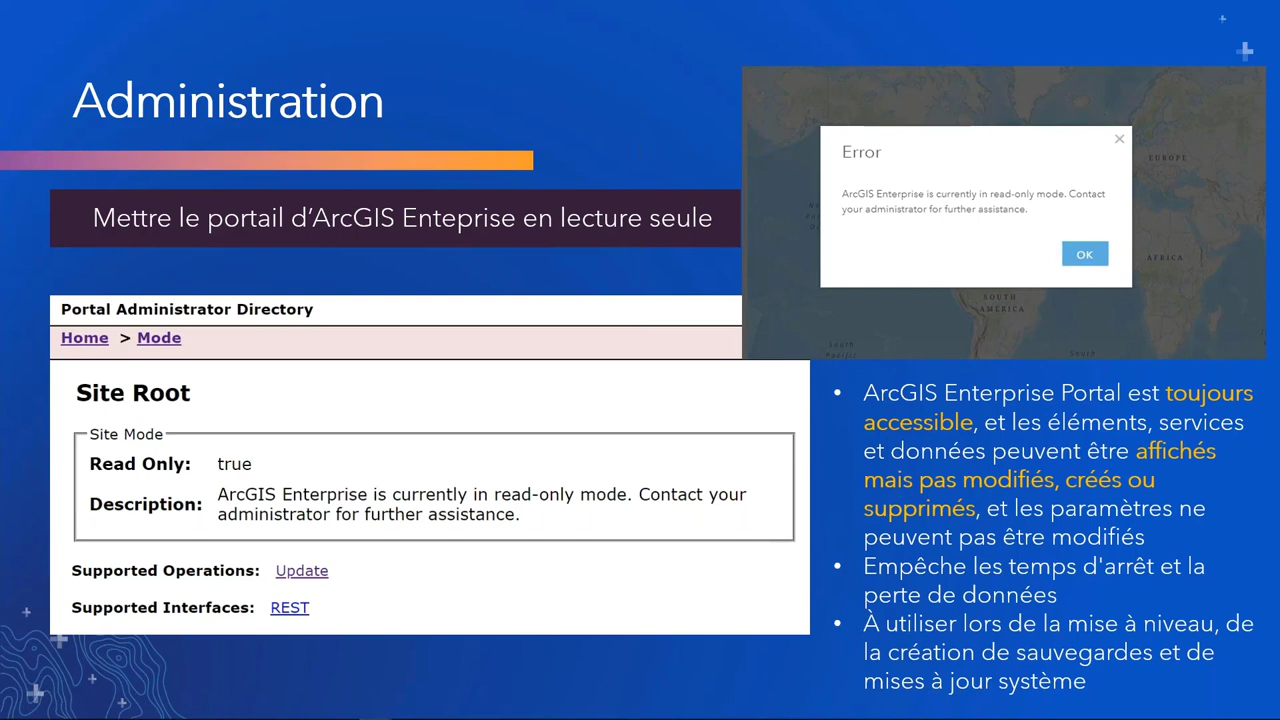 Administration
Mettre le portail d’ArcGIS Enteprise en lecture seule
Portal Administrator Directory
Home > Mode
Site Root
Site Mode
Read Only: true
Description: ArcGIS Enterprise is currently in read-only mode. Contact your
administrator for further assistance.
Supported Operations: Update
Supported Interfaces: REST
Error
ArcGIS Enterprise is currently in read-only mode. Contact
your administrator for further assistance.
OK
EUROPE
AFRICA
SOUTH
AMERICA
South
Pacific
South
• ArcGIS Enterprise Portal est toujours
accessible, et les éléments, services
et données peuvent être affichés
mais pas modifiés, créés ou
supprimés, et les paramètres ne
peuvent pas être modifiés
• Empêche les temps d'arrêt et la
perte de données
• À utiliser lors de la mise à niveau, de
la création de sauvegardes et de
mises à jour système